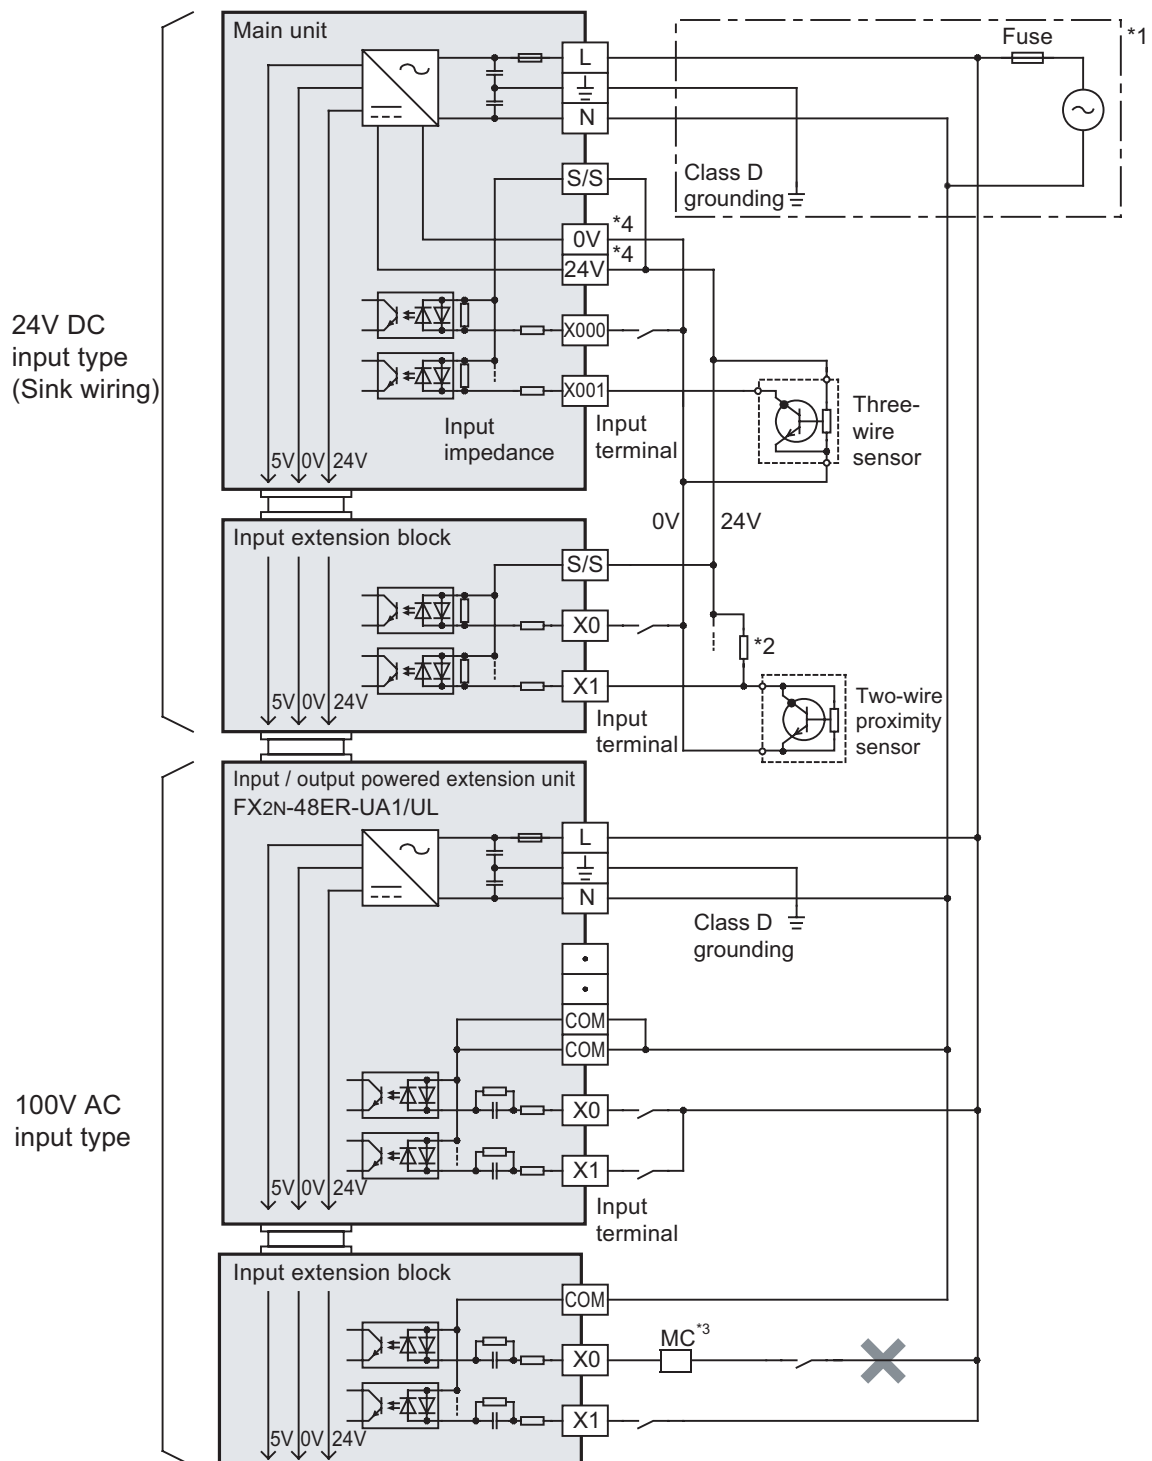 Main unit
Fuse
*1
L
N
Class D
grounding
S/S
*4
0V
*4
24V
X000
X001
24V DC
input type
(Sink wiring)
Input
impedance
Input
terminal
Three-
wire
sensor
5V 0V 24V
0V 24V
Input extension block
S/S
X0
*2
X1
5V 0V 24V
Input
terminal
Two-wire
proximity
sensor
Input / output powered extension unit
FX2N-48ER-UA1/UL
L
N
Class D
grounding
COM
COM
100V AC
input type
X0
X1
5V 0V 24V
Input
terminal
Input extension block
COM
MC*3
X0
X1
5V 0V 24V